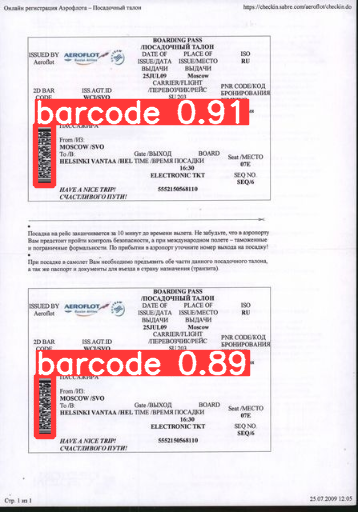 Онлайн регистрация Аэрофлота – Посадочный талон https://checkin.sabre.com/aeroflot/checkin.do
BOARDING PASS
/ПОСАДОЧНЫЙ ТАЛОН
ISSUED BY AEROFLOT DATE OF PLACE OF ISO
Aeroflot Russian Airlines ISSUE/ДАТА ISSUE/МЕСТО RU
ВЫДАЧИ ВЫДАЧИ
25JUL09 Moscow
CARRIER/FLIGHT PNR CODE/КОД
2D BAR ISS.AGT.ID /ПЕРЕВОЗЧИК/РЕЙС БРОНИРОВАНИЯ
CODE WCI/SVO SU 203
barcode 0.91
ПАССАЖИРА
From /ИЗ:
MOSCOW /SVO
To /В: Gate /ВЫХОД BOARD Seat /МЕСТО
HELSINKI VANTAA /HEL TIME /ВРЕМЯ ПОСАДКИ 07E
16:30 SEQ NO.
ELECTRONIC TKT SEQ/6
HAVE A NICE TRIP! 5552150568110
СЧАСТЛИВОГО ПУТИ!
Посадка на рейс заканчивается за 10 минут до времени вылета. Не забудьте, что в аэропорту
Вам предстоит пройти контроль безопасности, а при международном полете – таможенные
и пограничные формальности. По прибытии в аэропорт уточните номер выхода на посадку!
При посадке в самолет Вам необходимо предъявить обе части данного посадочного талона,
а так же паспорт и документы для въезда в страну назначения (транзита)
BOARDING PASS
/ПОСАДОЧНЫЙ ТАЛОН
ISSUED BY AEROFLOT DATE OF PLACE OF ISO
Aeroflot Russian Airlines ISSUE/ДАТА ISSUE/МЕСТО RU
ВЫДАЧИ ВЫДАЧИ
25JUL09 Moscow
CARRIER/FLIGHT PNR CODE/КОД
2D BAR ISS.AGT.ID /ПЕРЕВОЗЧИК/РЕЙС БРОНИРОВАНИЯ
CODE WCI/SVO SU 203
barcode 0.89
ПАССАЖИРА
From /ИЗ:
MOSCOW /SVO
To /В: Gate /ВЫХОД BOARD Seat /МЕСТО
HELSINKI VANTAA /HEL TIME /ВРЕМЯ ПОСАДКИ 07E
16:30 SEQ NO.
ELECTRONIC TKT SEQ/6
HAVE A NICE TRIP! 5552150568110
СЧАСТЛИВОГО ПУТИ!
Стр. 1 из 1 25.07.2009 12:05